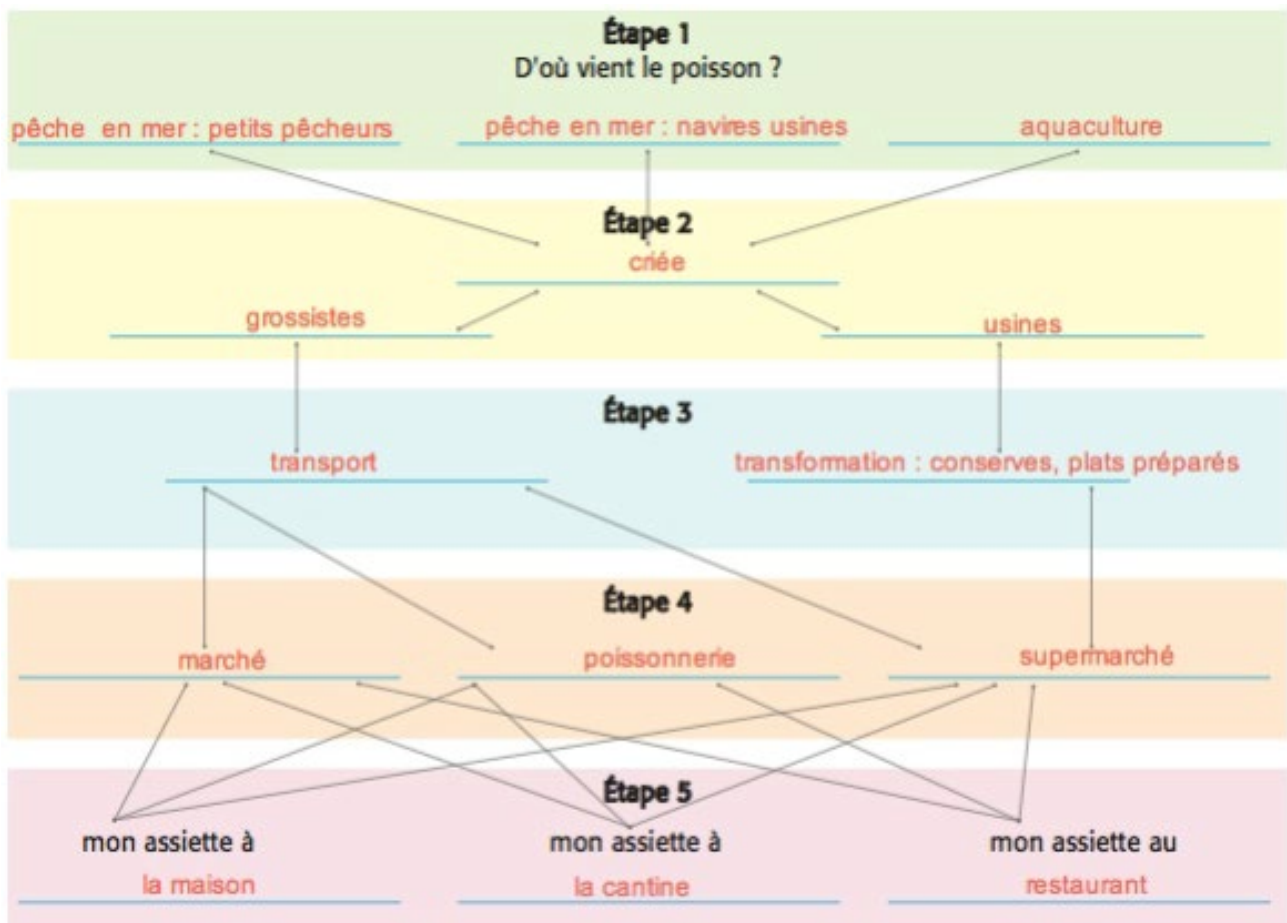 Étape 1
D'où vient le poisson ?
pêche en mer : petits pêcheurs
pêche en mer : navires usines
aquaculture
Étape 2
criée
grossistes
usines
Étape 3
transport
transformation : conserves, plats préparés
Étape 4
marché
poissonnerie
supermarché
Étape 5
mon assiette à
la maison
mon assiette à
la cantine
mon assiette au
restaurant